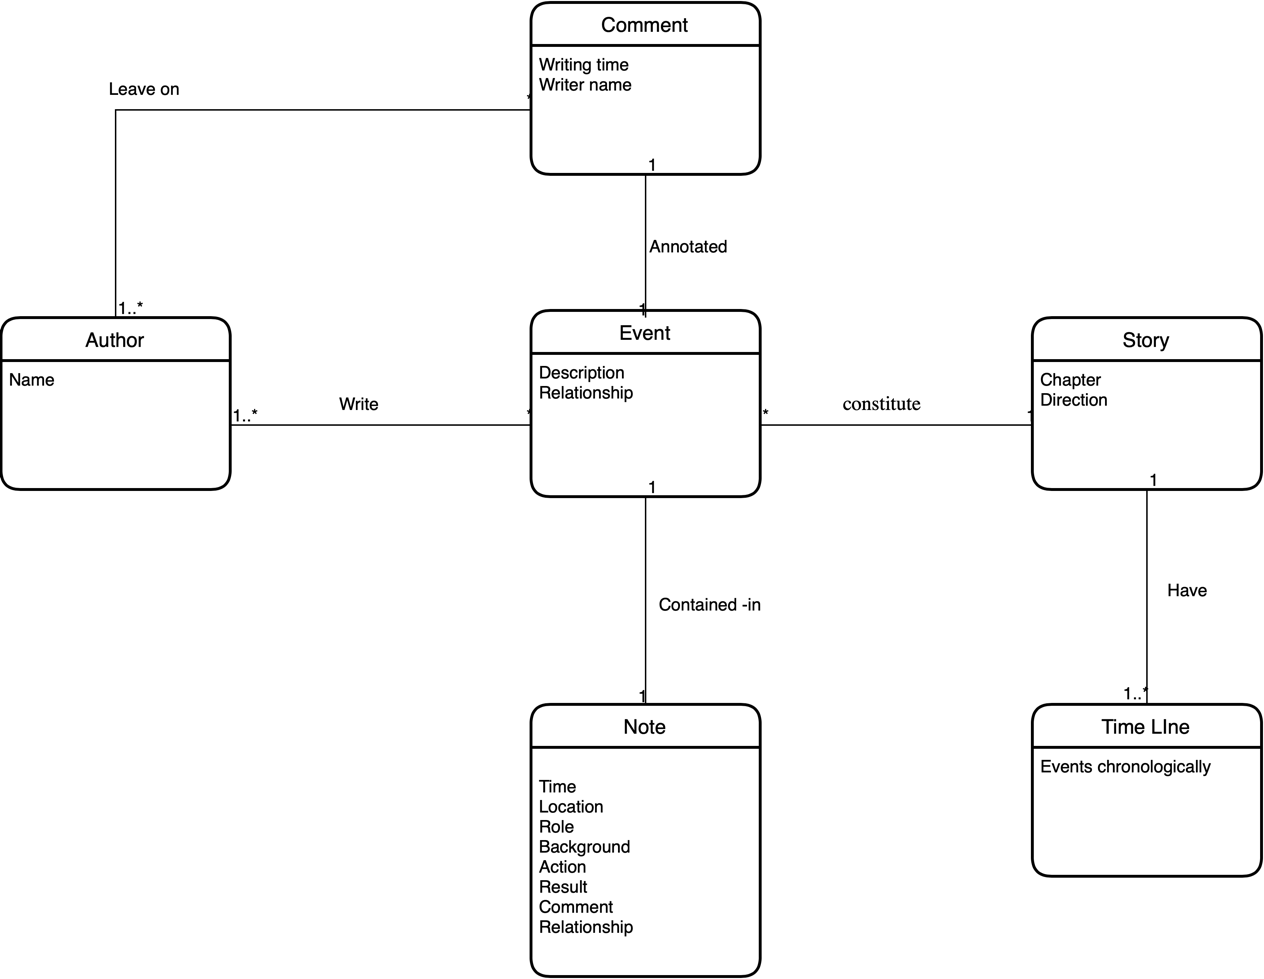 Comment
Writing time
Writer name
Leave on
*
1
Annotated
1..*
1
Author
Name
Event
Description
Relationship
Story
Chapter
Direction
1..*
Write
*
*
constitute
1
1
1
Contained -in
Have
1
1..*
Note
Time
Location
Role
Background
Action
Result
Comment
Relationship
Time LIne
Events chronologically